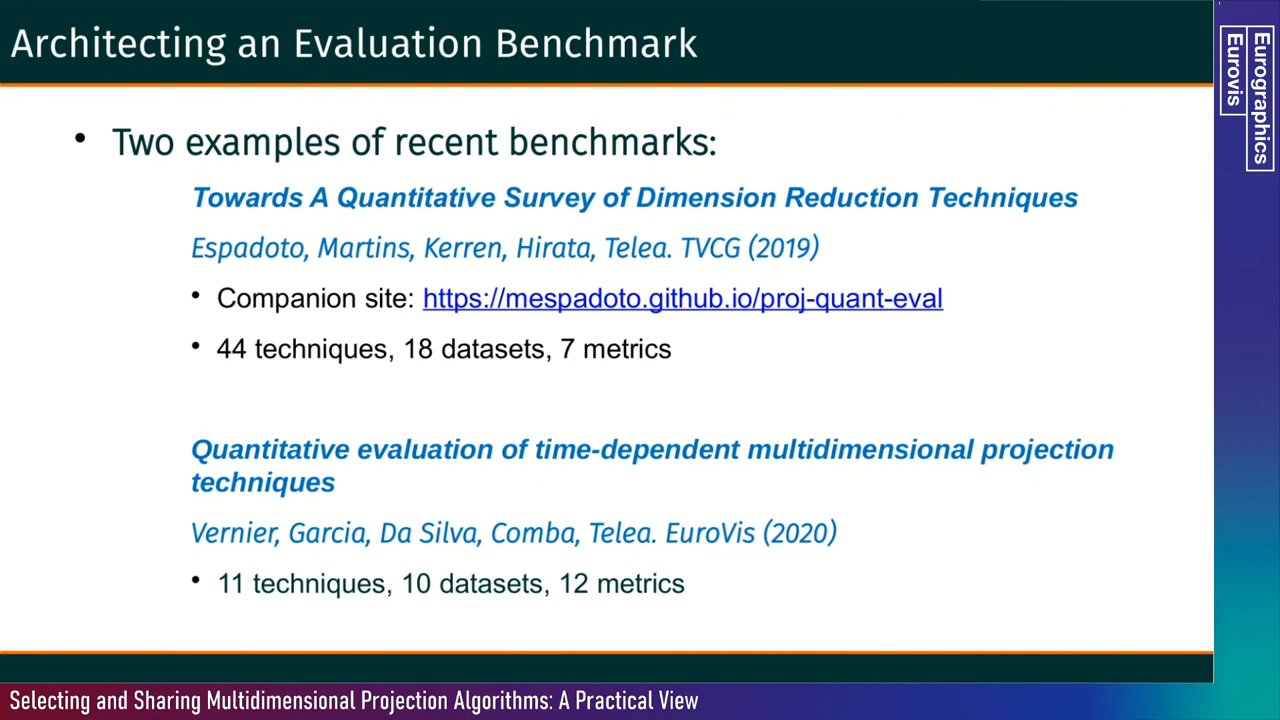 Architecting an Evaluation Benchmark
• Two examples of recent benchmarks:
Towards A Quantitative Survey of Dimension Reduction Techniques
Espadoto, Martins, Kerren, Hirata, Telea. TVCG (2019)
• Companion site: https://mespadoto.github.io/proj-quant-eval
• 44 techniques, 18 datasets, 7 metrics
Quantitative evaluation of time-dependent multidimensional projection
techniques
Vernier, Garcia, Da Silva, Comba, Telea. EuroVis (2020)
• 11 techniques, 10 datasets, 12 metrics
Selecting and Sharing Multidimensional Projection Algorithms: A Practical View
Eurographics
Eurovis